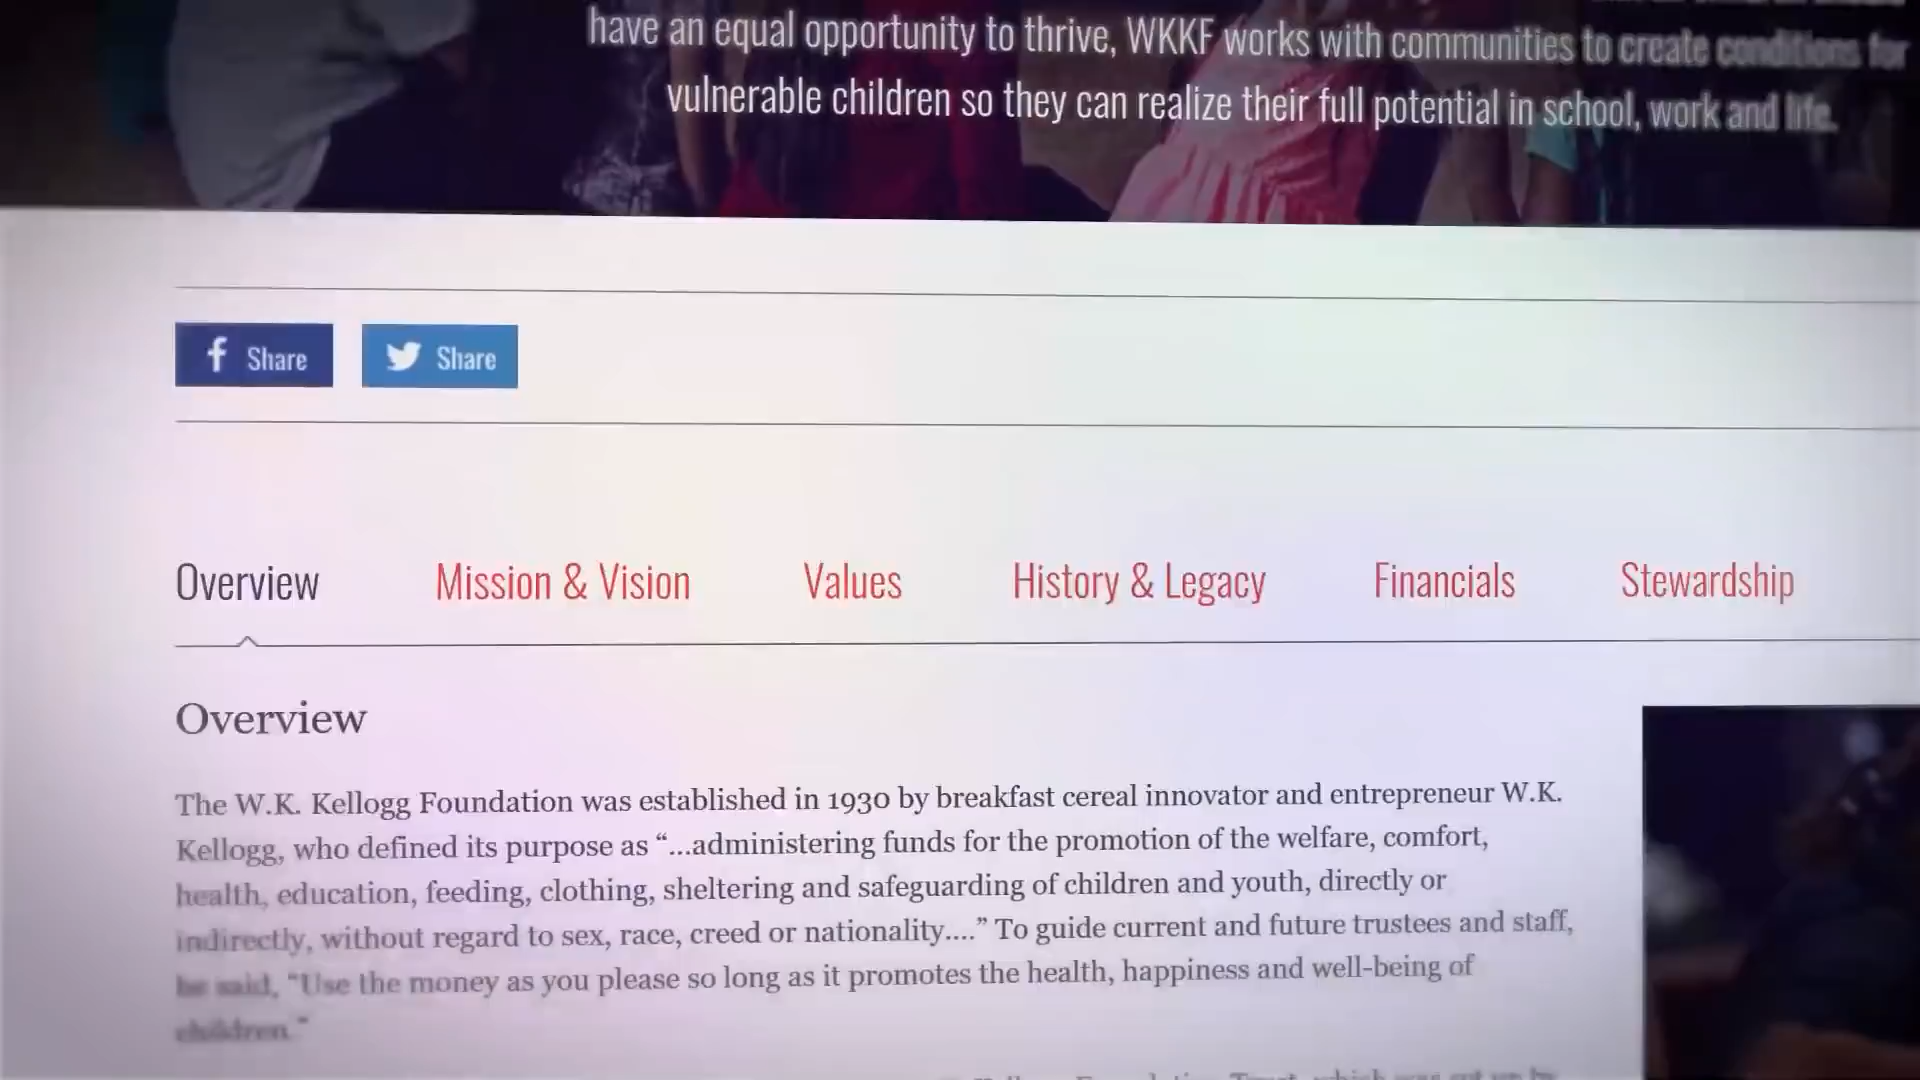 have an equal opportunity to thrive, WKKF works with communities to create conditions for
vulnerable children so they can realize their full potential in school, work and life.
Share
Share
Overview
Mission & Vision
Values
History & Legacy
Financials
Stewardship
Overview
The W.K. Kellogg Foundation was established in 1930 by breakfast cereal innovator and entrepreneur W.K.
Kellogg, who defined its purpose as “...administering funds for the promotion of the welfare, comfort,
health, education, feeding, clothing, sheltering and safeguarding of children and youth, directly or
indirectly, without regard to sex, race, creed or nationality....” To guide current and future trustees and staff,
he said, “Use the money as you please so long as it promotes the health, happiness and well-being of
children.”